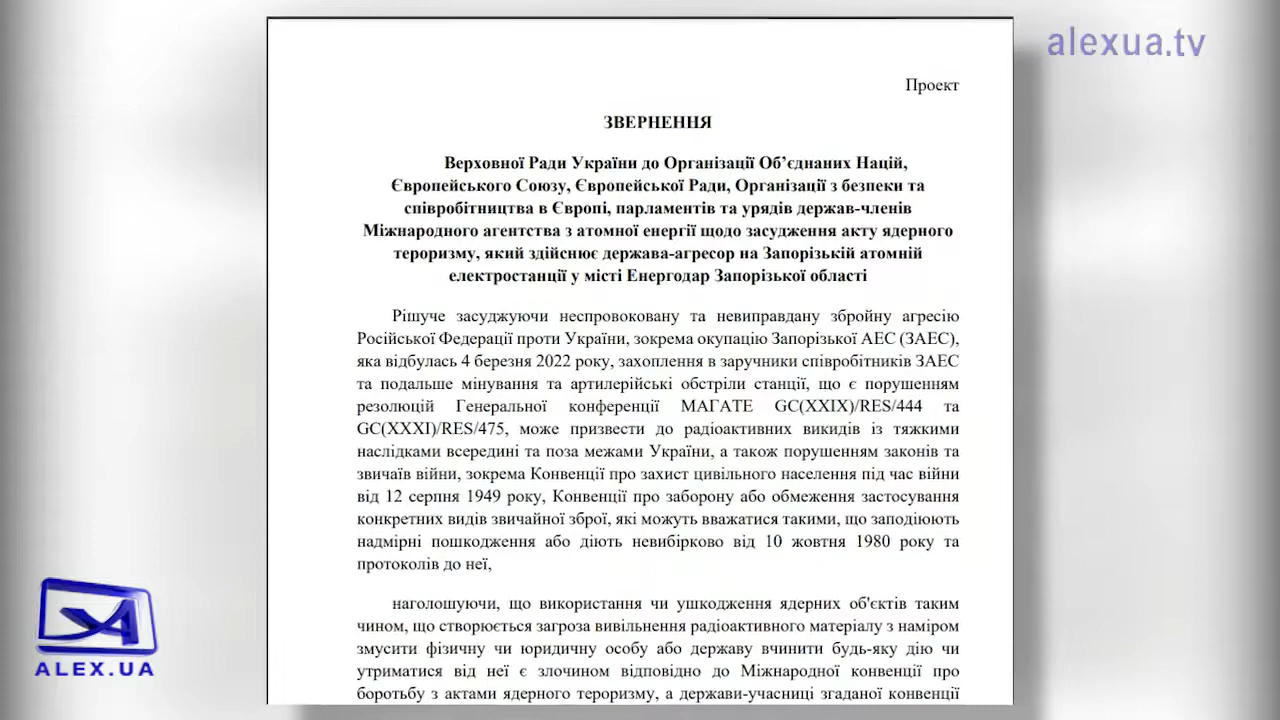 alexua.tv
Проект
ЗВЕРНЕННЯ
Верховної Ради України до Організації Об’єднаних Націй,
Європейського Союзу, Європейської Ради, Організації з безпеки та
співробітництва в Європі, парламентів та урядів держав-членів
Міжнародного агентства з атомної енергії щодо засудження акту ядерного
тероризму, який здійснює держава-агресор на Запорізькій атомній
електростанції у місті Енергодар Запорізької області
Рішуче засуджуючи неспровоковану та невиправдану збройну агресію
Російської Федерації проти України, зокрема окупацію Запорізької АЕС (ЗАЕС),
яка відбулась 4 березня 2022 року, захоплення в заручники співробітників ЗАЕС
та подальше мінування та артилерійські обстріли станції, що є порушенням
резолюцій Генеральної конференції МАГАТЕ GC(XXIX)/RES/444 та
GC(XXXI)/RES/475, може призвести до радіоактивних викидів із тяжкими
наслідками всередині та поза межами України, а також порушенням законів та
звичаїв війни, зокрема Конвенції про захист цивільного населення під час війни
від 12 серпня 1949 року, Конвенції про заборону або обмеження застосування
конкретних видів звичайної зброї, які можуть вважатися такими, що заподіюють
надмірні пошкодження або діють невибірково від 10 жовтня 1980 року та
протоколів до неї,
наголошуючи, що використання чи ушкодження ядерних об'єктів таким
чином, що створюється загроза вивільнення радіоактивного матеріалу з наміром
змусити фізичну чи юридичну особу або державу вчинити будь-яку дію чи
утриматися від неї є злочином відповідно до Міжнародної конвенції про
боротьбу з актами ядерного тероризму, а держави-учасниці згаданої конвенції
ALEX.UA